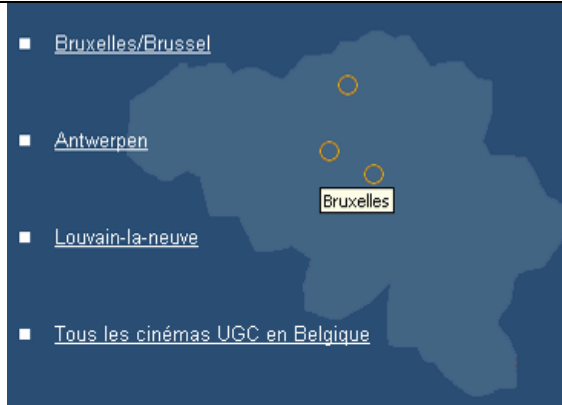 Bruxelles/Brussel
Antwerpen
Bruxelles
Louvain-la-neuve
Tous les cinémas UGC en Belgique